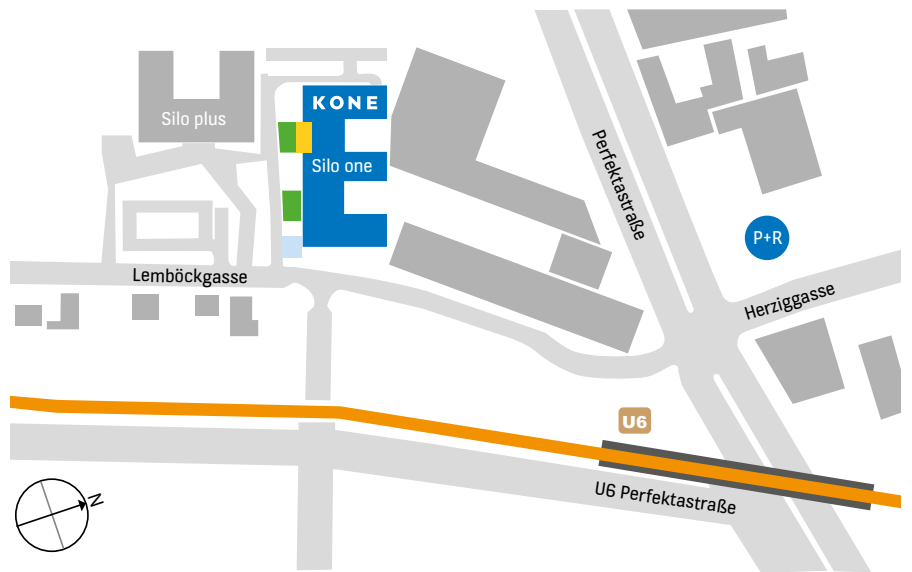 KONE
Silo plus
Silo one
Perfektastraße
P+R
Lemböckgasse
Herziggasse
U6
U6 Perfektastraße
N